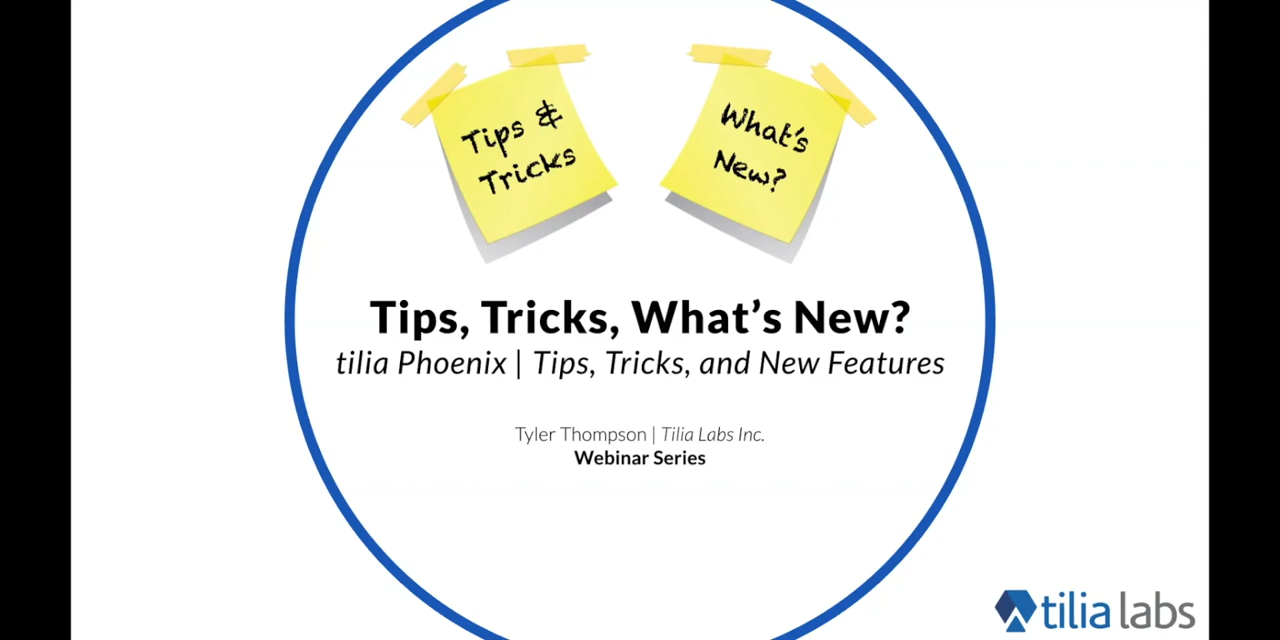 Tips &
Tricks
What's
New?
Tips, Tricks, What's New?
tilia Phoenix | Tips, Tricks, and New Features
Tyler Thompson | Tilia Labs Inc.
Webinar Series
tilia labs